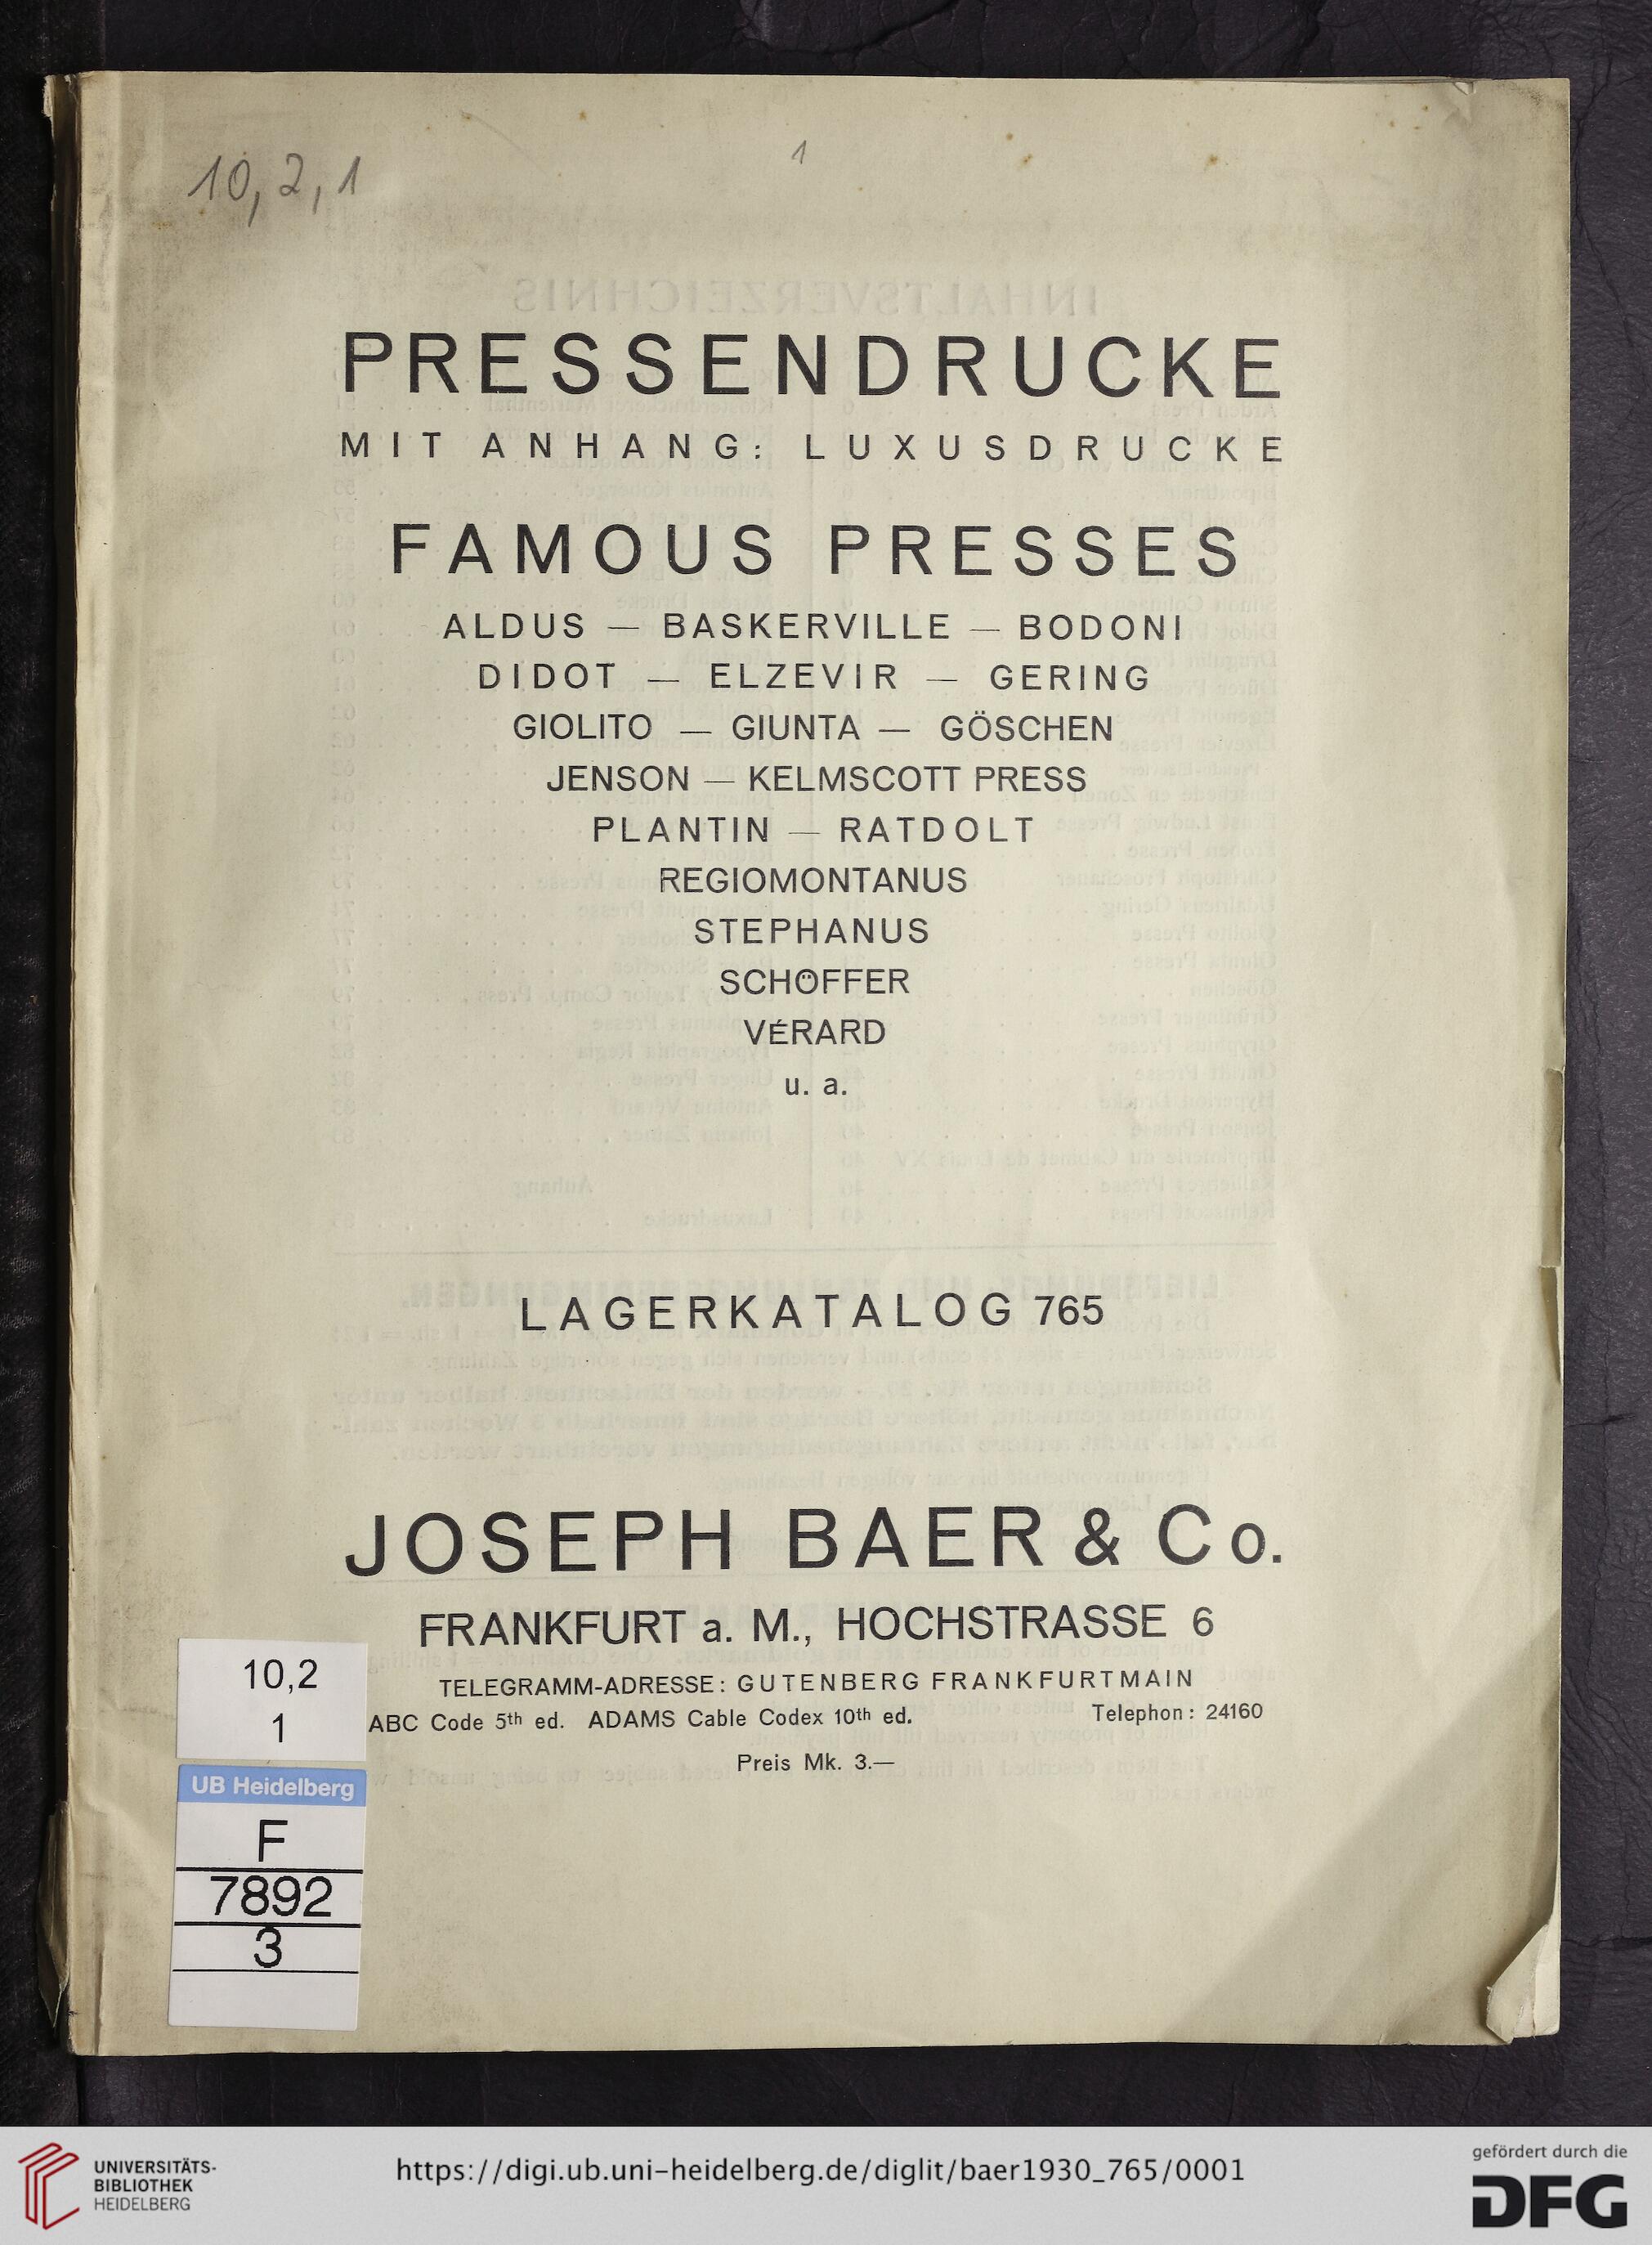 10,2,1
1
PRESSENDRUCKE
MIT ANHANG: LUXUSDRUCKE
FAMOUS PRESSES
ALDUS — BASKERVILLE — BODONI
DIDOT — ELZEVIR — GERING
GIOLITO — GIUNTA — GÖSCHEN
JENSON — KELMSCOTT PRESS
PLANTIN — RATDOLT
REGIOMONTANUS
STEPHANUS
SCHÖFFER
VÉRARD
u. a.
LAGERKATALOG 765
JOSEPH BAER & Co.
FRANKFURT a. M., HOCHSTRASSE 6
TELEGRAMM-ADRESSE: GUTENBERG FRANKFURTMAIN
ABC Code 5th ed. ADAMS Cable Codex 10th ed. Telephon: 24160
Preis Mk. 3.—
10,2
1
UB Heidelberg
F
7892
3
UNIVERSITÄTS-
BIBLIOTHEK
HEIDELBERG
https://digi.ub.uni-heidelberg.de/diglit/baer1930_765/0001
gefördert durch die
DFG